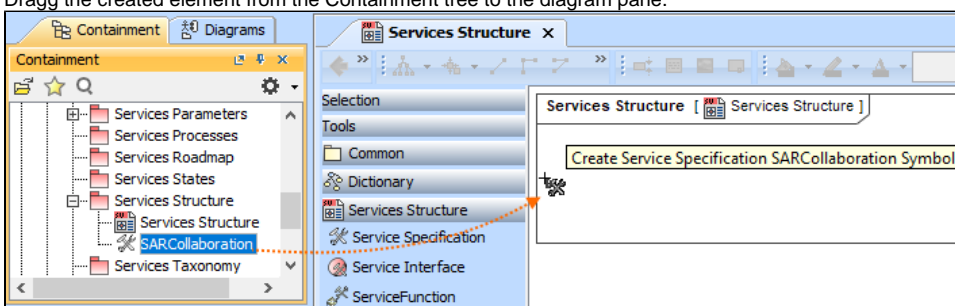 Dragg the created element from the Containment tree to the diagram pane.
Containment
Diagrams
Services Structure
Containment
Services Parameters
Services Processes
Services Roadmap
Services States
Services Structure
Services Structure
SARCollaboration
Services Taxonomy
Selection
Tools
Common
Dictionary
Services Structure
Service Specification
Service Interface
ServiceFunction
Services Structure [ Services Structure ]
Create Service Specification SARCollaboration Symbol